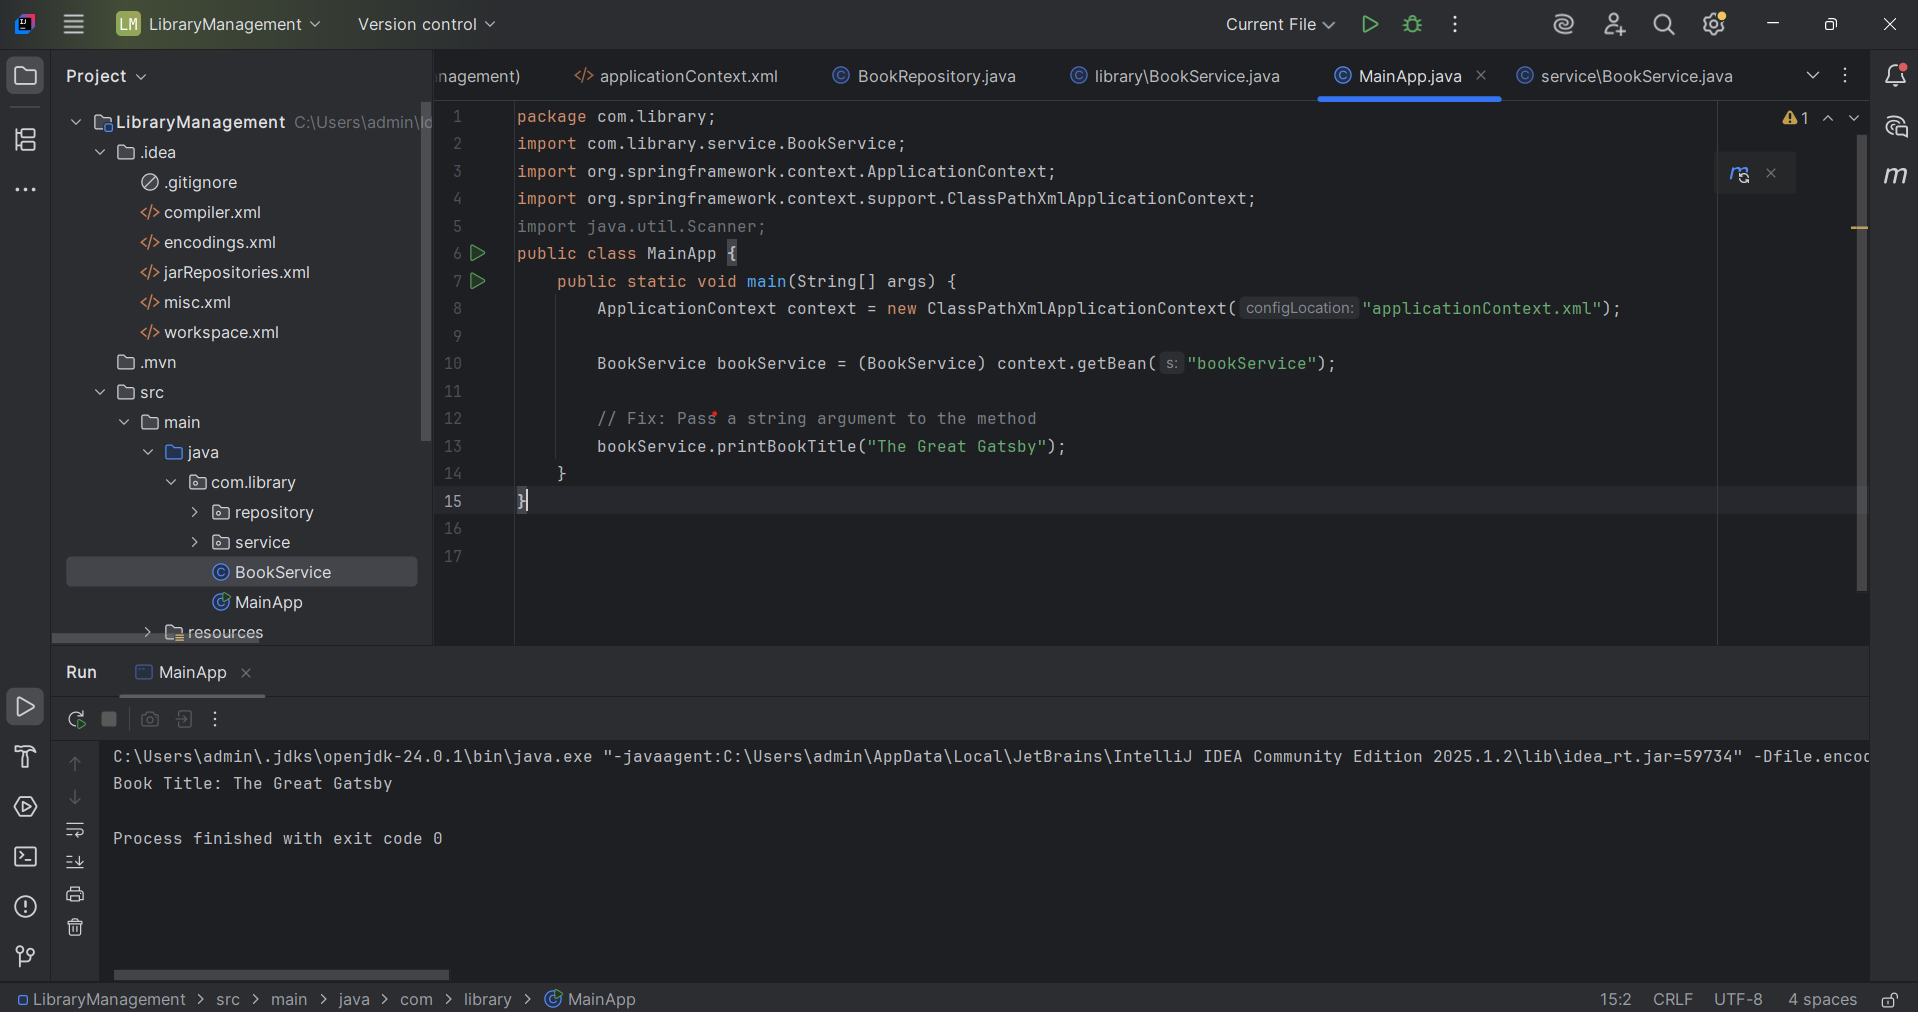 LM LibraryManagement Version control Current File
Project
nagement) applicationContext.xml BookRepository.java library\BookService.java MainApp.java service\BookService.java
LibraryManagement C:\Users\admin\Id
.idea
.gitignore
compiler.xml
encodings.xml
jarRepositories.xml
misc.xml
workspace.xml
.mvn
src
main
java
com.library
repository
service
BookService
MainApp
resources
1 package com.library;
2 import com.library.service.BookService;
3 import org.springframework.context.ApplicationContext;
4 import org.springframework.context.support.ClassPathXmlApplicationContext;
5 import java.util.Scanner;
6 public class MainApp {
7 public static void main(String[] args) {
8 ApplicationContext context = new ClassPathXmlApplicationContext( configLocation: "applicationContext.xml");
9
10 BookService bookService = (BookService) context.getBean( s: "bookService");
11
12 // Fix: Pass a string argument to the method
13 bookService.printBookTitle("The Great Gatsby");
14 }
15 }
16
17
1
m
m
Run MainApp
C:\Users\admin\.jdks\openjdk-24.0.1\bin\java.exe "-javaagent:C:\Users\admin\AppData\Local\JetBrains\IntelliJ IDEA Community Edition 2025.1.2\lib\idea_rt.jar=59734" -Dfile.encoc
Book Title: The Great Gatsby
Process finished with exit code 0
LibraryManagement > src > main > java > com > library > MainApp 15:2 CRLF UTF-8 4 spaces